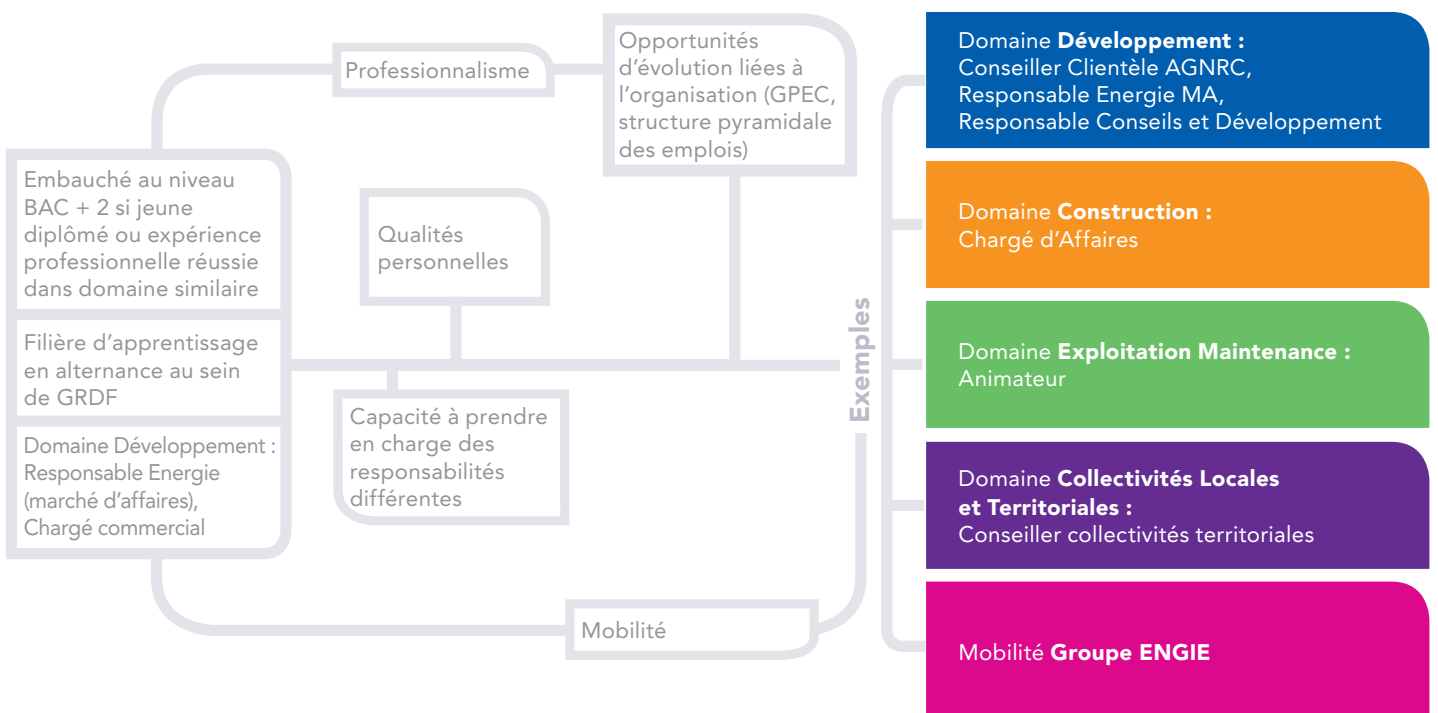 Embauché au niveau
BAC + 2 si jeune
diplômé ou expérience
professionnelle réussie
dans domaine similaire
Filière d'apprentissage
en alternance au sein
de GRDF
Domaine Développement :
Responsable Energie
(marché d'affaires),
Chargé commercial
Professionnalisme
Opportunités
d'évolution liées à
l'organisation (GPEC,
structure pyramidale
des emplois)
Qualités
personnelles
Capacité à prendre
en charge des
responsabilités
différentes
Mobilité
Exemples
Domaine Développement :
Conseiller Clientèle AGNRC,
Responsable Energie MA,
Responsable Conseils et Développement
Domaine Construction :
Chargé d'Affaires
Domaine Exploitation Maintenance :
Animateur
Domaine Collectivités Locales
et Territoriales :
Conseiller collectivités territoriales
Mobilité Groupe ENGIE